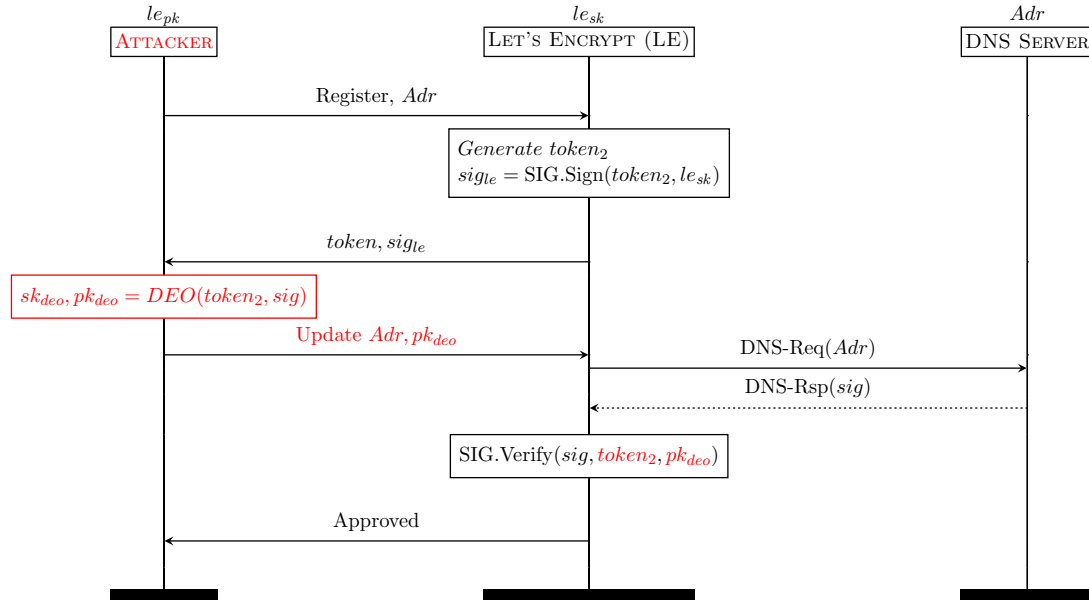 le_pk le_sk Adr
ATTACKER LET'S ENCRYPT (LE) DNS SERVER
Register, Adr
Generate token_2
sig_le = SIG.Sign(token_2, le_sk)
token, sig_le
sk_deo, pk_deo = DEO(token_2, sig)
Update Adr, pk_deo
DNS-Req(Adr)
DNS-Rsp(sig)
SIG.Verify(sig, token_2, pk_deo)
Approved